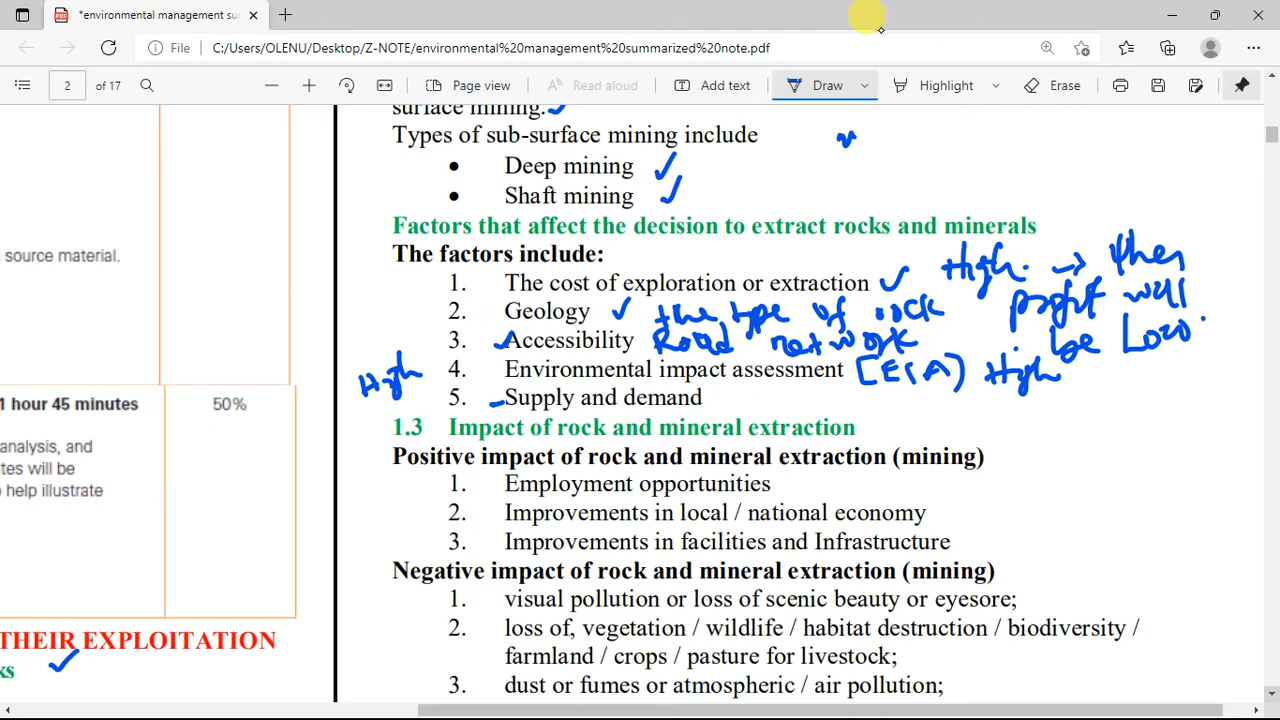 *environmental management su
File
C:/Users/OLENU/Desktop/Z-NOTE/environmental%20management%20summarized%20note.pdf
2 of 17
Page view
Read aloud
Add text
Draw
Highlight
Erase
surface mining.
Types of sub-surface mining include
• Deep mining
• Shaft mining
Factors that affect the decision to extract rocks and minerals
The factors include:
1. The cost of exploration or extraction High. → then
2. Geology the type of rock profit will
3. Accessibility Road network be Low.
High 4. Environmental impact assessment [EIA) High
5. Supply and demand
1.3 Impact of rock and mineral extraction
Positive impact of rock and mineral extraction (mining)
1. Employment opportunities
2. Improvements in local / national economy
3. Improvements in facilities and Infrastructure
Negative impact of rock and mineral extraction (mining)
1. visual pollution or loss of scenic beauty or eyesore;
2. loss of, vegetation / wildlife / habitat destruction / biodiversity /
farmland / crops / pasture for livestock;
3. dust or fumes or atmospheric / air pollution;
source material.
1 hour 45 minutes 50%
analysis, and
tes will be
o help illustrate
THEIR EXPLOITATION
ks